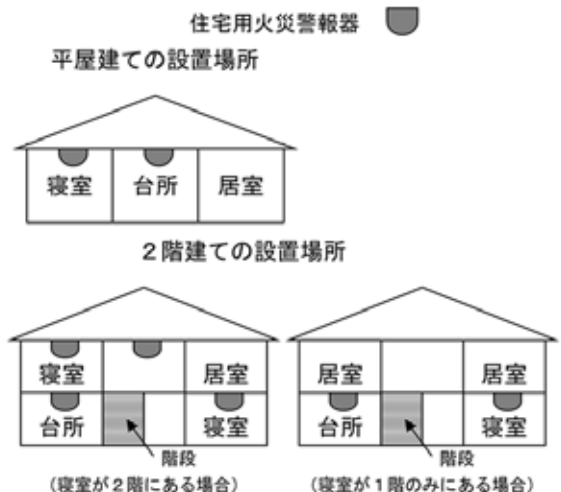 住宅用火災警報器
平屋建ての設置場所
寝室 台所 居室
2階建ての設置場所
寝室 居室 居室 居室
台所 寝室 台所 寝室
階段 階段
(寝室が2階にある場合) (寝室が1階のみにある場合)